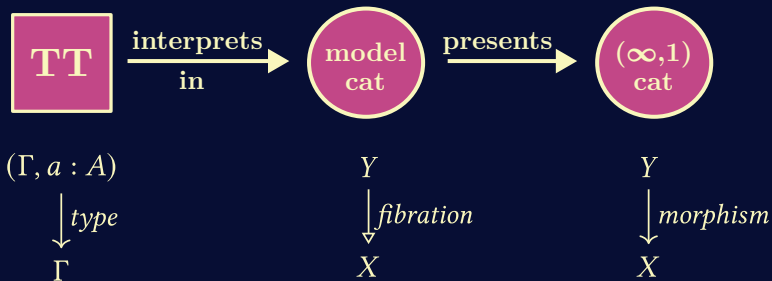 TT
interprets
in
model
cat
presents
(∞,1)
cat
(Γ, a : A)
type
Γ
Y
fibration
X
Y
morphism
X